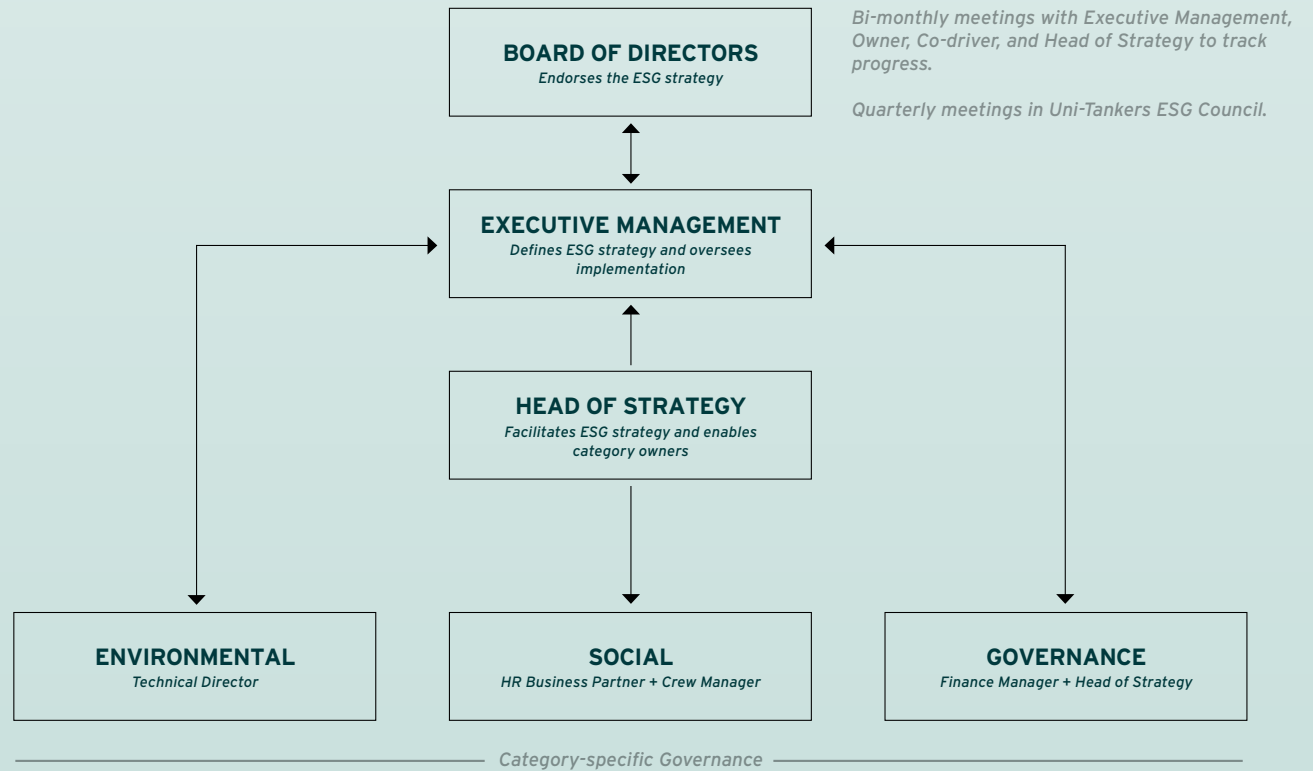 BOARD OF DIRECTORS
Endorses the ESG strategy
Bi-monthly meetings with Executive Management,
Owner, Co-driver, and Head of Strategy to track
progress.
Quarterly meetings in Uni-Tankers ESG Council.
EXECUTIVE MANAGEMENT
Defines ESG strategy and oversees
implementation
HEAD OF STRATEGY
Facilitates ESG strategy and enables
category owners
ENVIRONMENTAL
Technical Director
SOCIAL
HR Business Partner + Crew Manager
GOVERNANCE
Finance Manager + Head of Strategy
Category-specific Governance